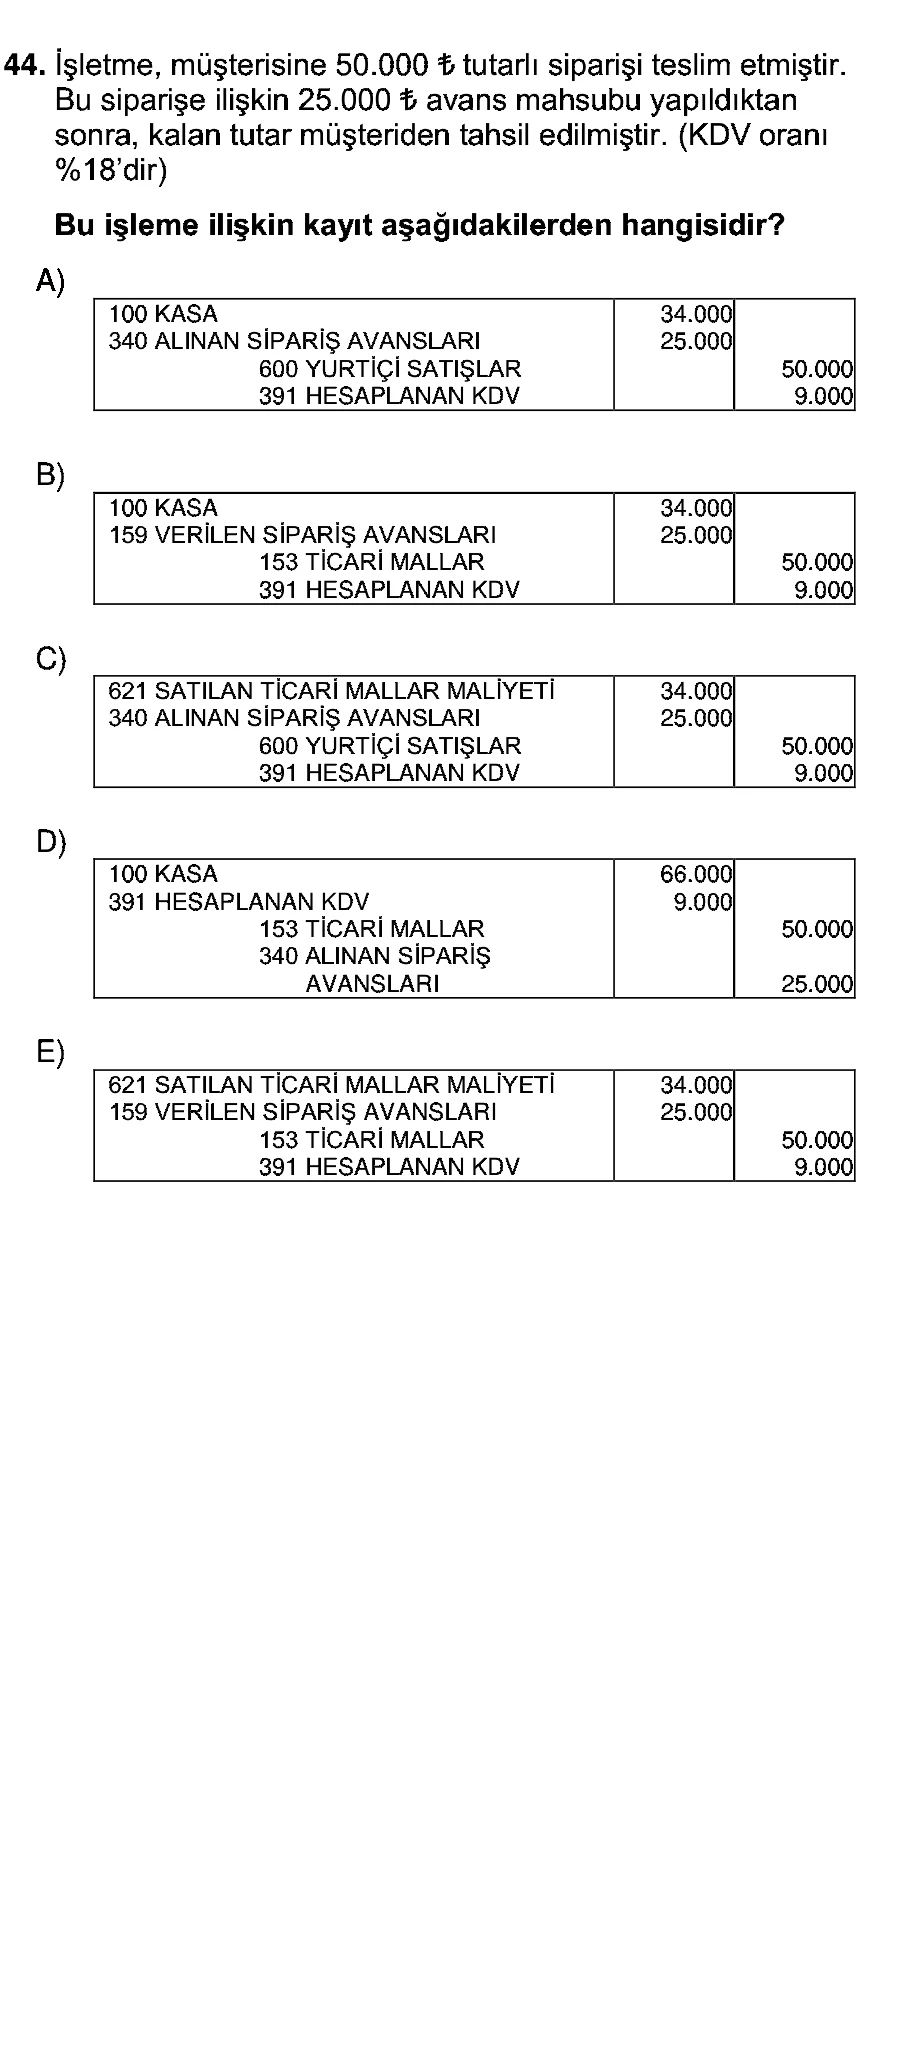 44. İşletme, müşterisine 50.000 ₺ tutarlı siparişi teslim etmiştir.
Bu siparişe ilişkin 25.000 ₺ avans mahsubu yapıldıktan
sonra, kalan tutar müşteriden tahsil edilmiştir. (KDV oranı
%18’dir)
Bu işleme ilişkin kayıt aşağıdakilerden hangisidir?
A)
100 KASA 34.000
340 ALINAN SİPARİŞ AVANSLARI 25.000
600 YURTİÇİ SATIŞLAR 50.000
391 HESAPLANAN KDV 9.000
B)
100 KASA 34.000
159 VERİLEN SİPARİŞ AVANSLARI 25.000
153 TİCARİ MALLAR 50.000
391 HESAPLANAN KDV 9.000
C)
621 SATILAN TİCARİ MALLAR MALİYETİ 34.000
340 ALINAN SİPARİŞ AVANSLARI 25.000
600 YURTİÇİ SATIŞLAR 50.000
391 HESAPLANAN KDV 9.000
D)
100 KASA 66.000
391 HESAPLANAN KDV 9.000
153 TİCARİ MALLAR 50.000
340 ALINAN SİPARİŞ
AVANSLARI 25.000
E)
621 SATILAN TİCARİ MALLAR MALİYETİ 34.000
159 VERİLEN SİPARİŞ AVANSLARI 25.000
153 TİCARİ MALLAR 50.000
391 HESAPLANAN KDV 9.000